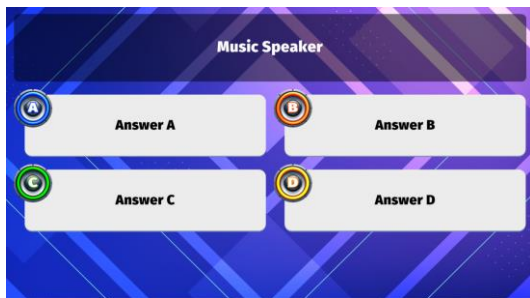 Music Speaker
A
Answer A
B
Answer B
C
Answer C
D
Answer D